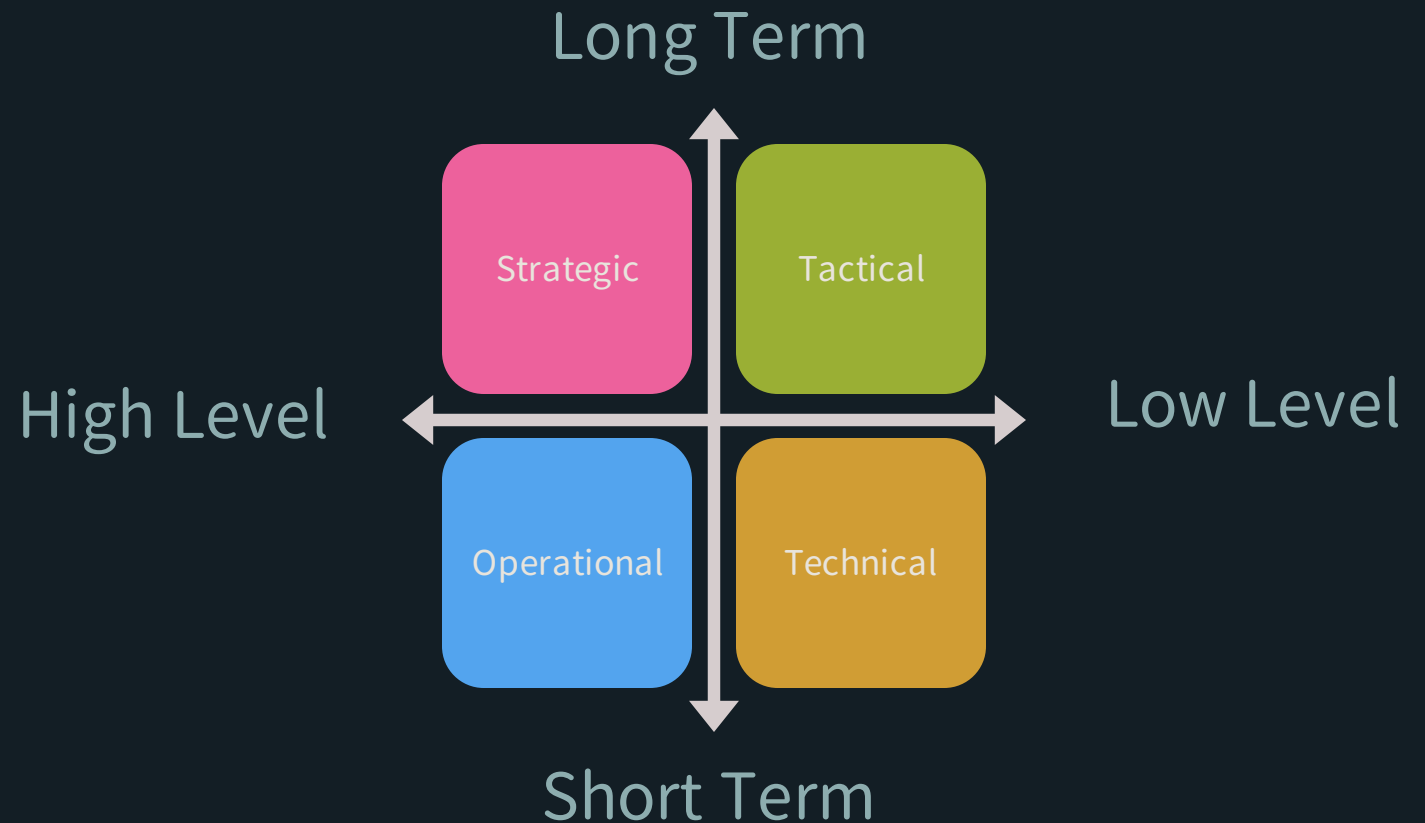 Long Term
Strategic
Tactical
High Level
Low Level
Operational
Technical
Short Term